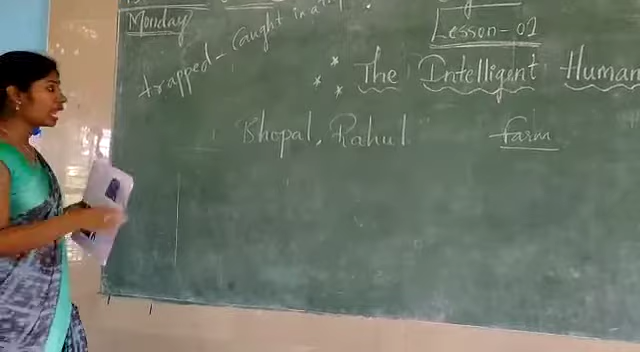 Monday
Lesson - 02
trapped - Caught in a
The Intelligent Human
Bhopal, Rahul
farm